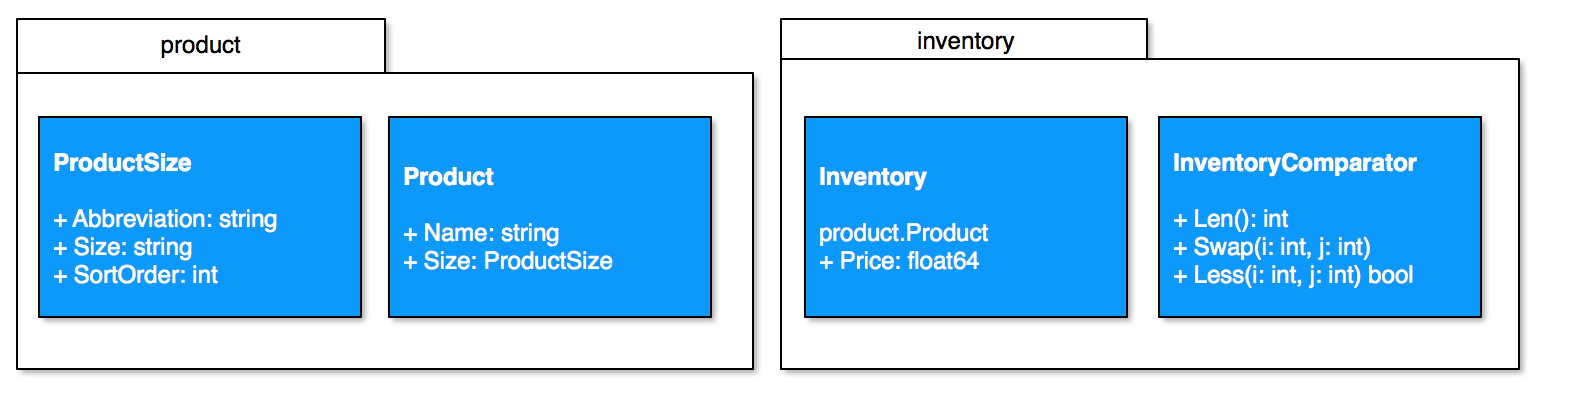 product
ProductSize
+ Abbreviation: string
+ Size: string
+ SortOrder: int
Product
+ Name: string
+ Size: ProductSize
inventory
Inventory
product.Product
+ Price: float64
InventoryComparator
+ Len(): int
+ Swap(i: int, j: int)
+ Less(i: int, j: int) bool